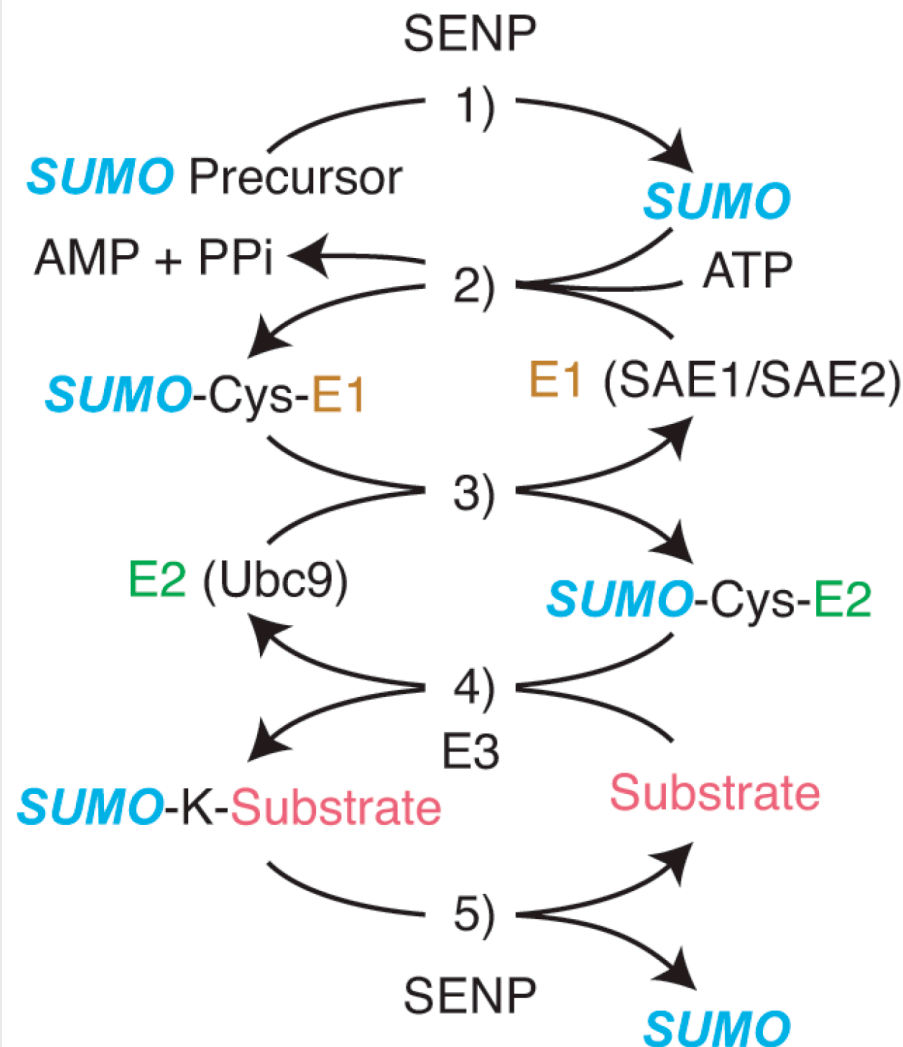 SENP
1)
SUMO Precursor
SUMO
AMP + PPi
2)
ATP
SUMO-Cys-E1
E1 (SAE1/SAE2)
3)
E2 (Ubc9)
SUMO-Cys-E2
4)
E3
SUMO-K-Substrate
Substrate
5)
SENP
SUMO